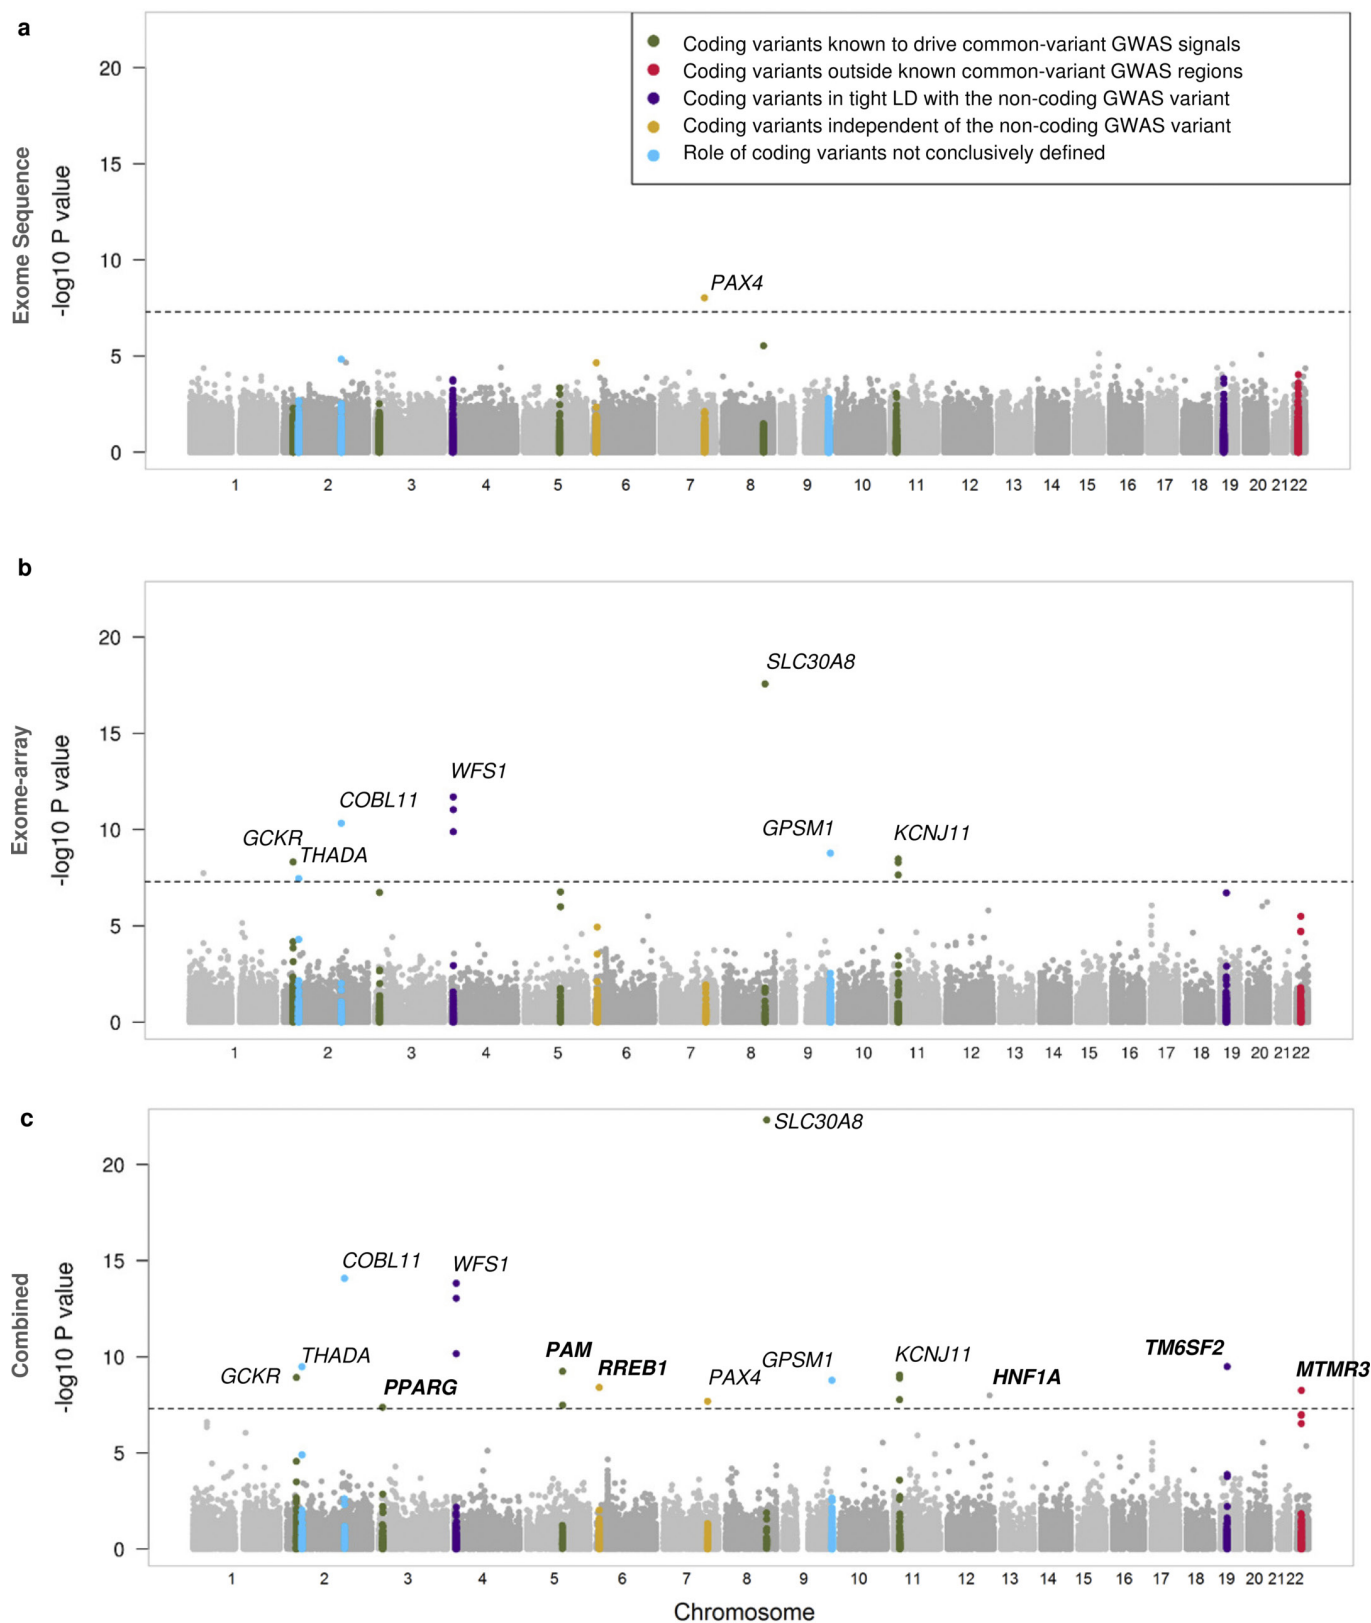 a
Coding variants known to drive common-variant GWAS signals
Coding variants outside known common-variant GWAS regions
Coding variants in tight LD with the non-coding GWAS variant
Coding variants independent of the non-coding GWAS variant
Role of coding variants not conclusively defined
Exome Sequence
-log10 P value
20
15
10
5
0
PAX4
1 2 3 4 5 6 7 8 9 10 11 12 13 14 15 16 17 18 19 20 21 22
b
Exome-array
-log10 P value
20
15
10
5
0
SLC30A8
WFS1
COBL11
GPSM1
KCNJ11
GCKR
THADA
1 2 3 4 5 6 7 8 9 10 11 12 13 14 15 16 17 18 19 20 21 22
c
Combined
-log10 P value
20
15
10
5
0
SLC30A8
COBL11
WFS1
THADA
PAM
GPSM1
KCNJ11
TM6SF2
GCKR
RREB1
MTMR3
PPARG
PAX4
HNF1A
1 2 3 4 5 6 7 8 9 10 11 12 13 14 15 16 17 18 19 20 21 22
Chromosome